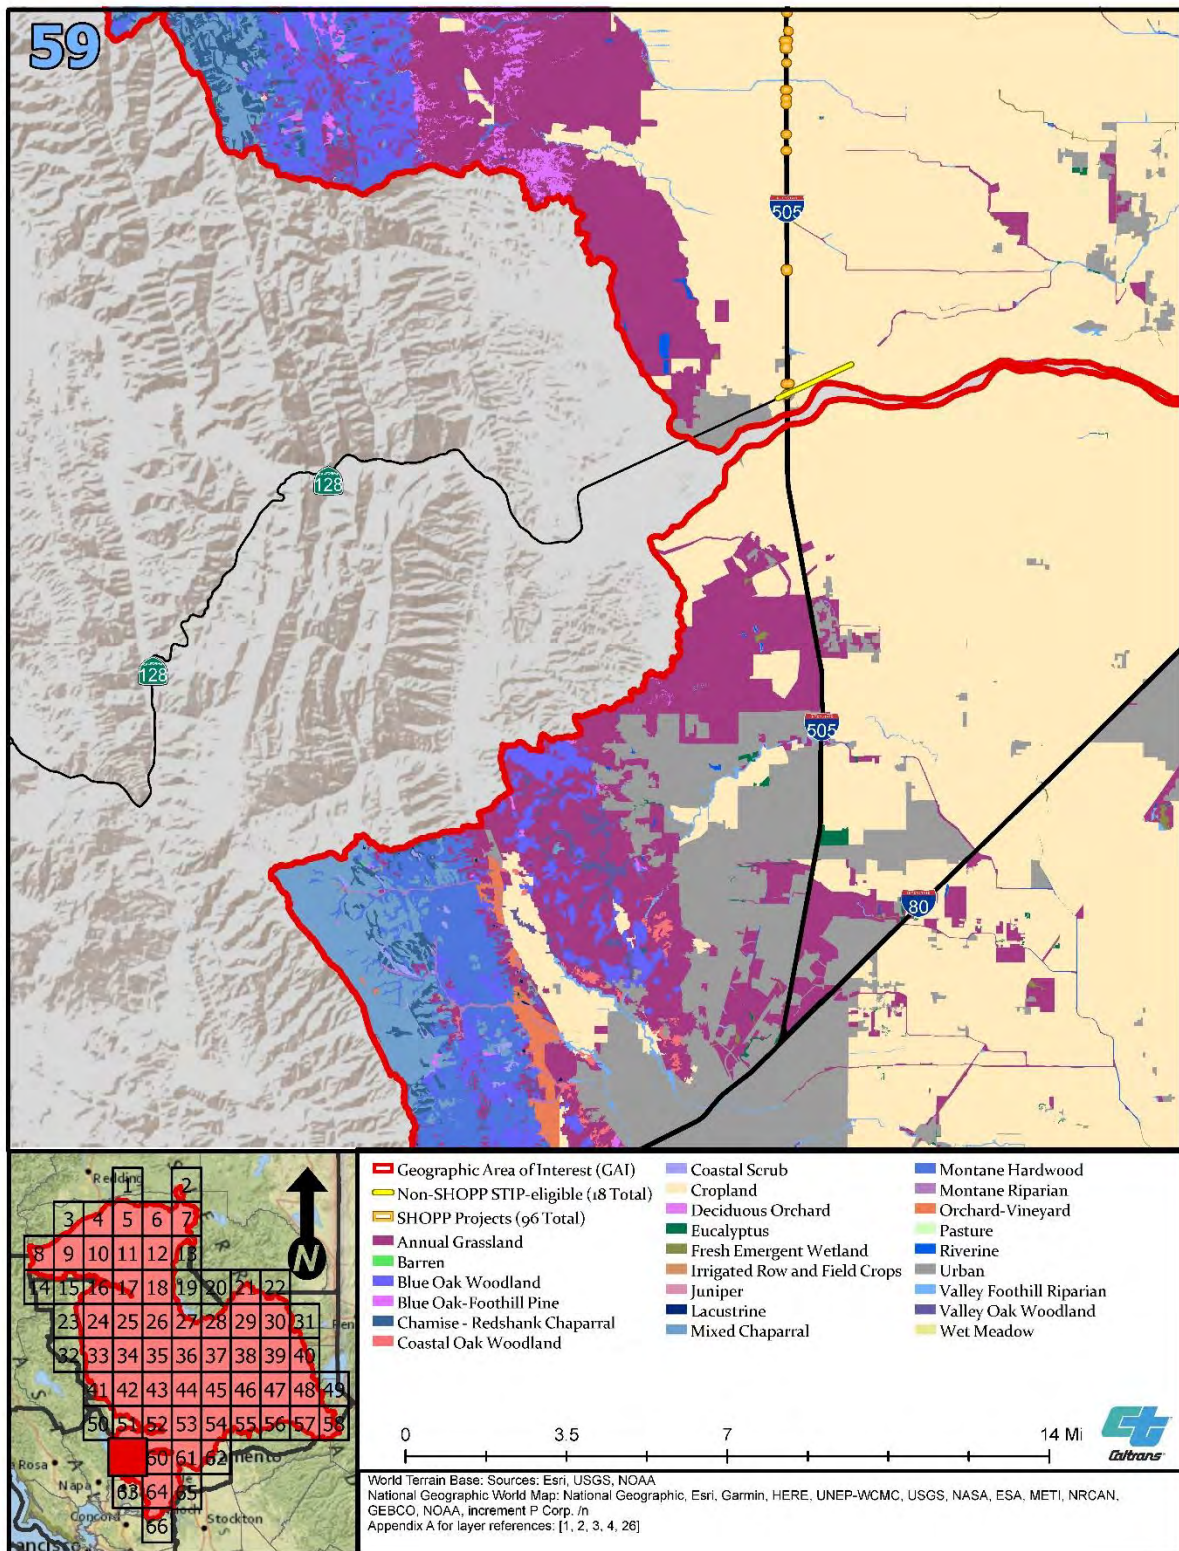 59
505
128
128
505
80
Geographic Area of Interest (GAI)
Non-SHOPP STIP-eligible (18 Total)
SHOPP Projects (96 Total)
Annual Grassland
Barren
Blue Oak Woodland
Blue Oak-Foothill Pine
Chamise - Redshank Chaparral
Coastal Oak Woodland
Coastal Scrub
Cropland
Deciduous Orchard
Eucalyptus
Fresh Emergent Wetland
Irrigated Row and Field Crops
Juniper
Lacustrine
Mixed Chaparral
Montane Hardwood
Montane Riparian
Orchard-Vineyard
Pasture
Riverine
Urban
Valley Foothill Riparian
Valley Oak Woodland
Wet Meadow
0 3.5 7 14 Mi
Caltrans
N
Redding
1 2
3 4 5 6 7
8 9 10 11 12 13
14 15 16 17 18 19 20 21 22
23 24 25 26 27 28 29 30 31
32 33 34 35 36 37 38 39 40
41 42 43 44 45 46 47 48 49
50 51 52 53 54 55 56 57 58
a Rosa 60 61 62 amento
Napa 63 64 65
Concord 66 Stockton
ancisco
World Terrain Base: Sources: Esri, USGS, NOAA
National Geographic World Map: National Geographic, Esri, Garmin, HERE, UNEP-WCMC, USGS, NASA, ESA, METI, NRCAN,
GEBCO, NOAA, increment P Corp. /n
Appendix A for layer references: [1, 2, 3, 4, 26]